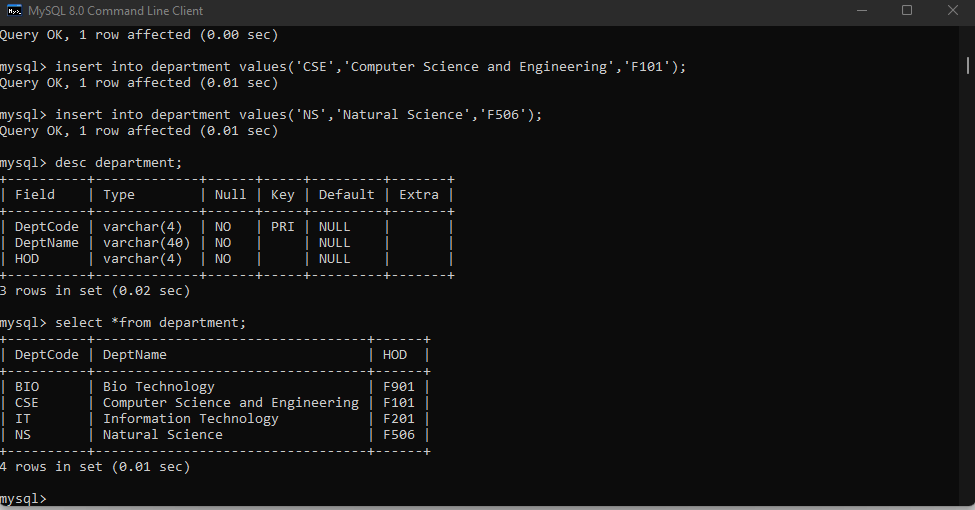 MySQL 8.0 Command Line Client
Query OK, 1 row affected (0.00 sec)
mysql> insert into department values('CSE','Computer Science and Engineering','F101');
Query OK, 1 row affected (0.01 sec)
mysql> insert into department values('NS','Natural Science','F506');
Query OK, 1 row affected (0.01 sec)
mysql> desc department;
+----------+-------------+------+-----+---------+-------+
| Field    | Type        | Null | Key | Default | Extra |
+----------+-------------+------+-----+---------+-------+
| DeptCode | varchar(4)  | NO   | PRI | NULL    |       |
| DeptName | varchar(40) | NO   |     | NULL    |       |
| HOD      | varchar(4)  | NO   |     | NULL    |       |
+----------+-------------+------+-----+---------+-------+
3 rows in set (0.02 sec)
mysql> select *from department;
+----------+----------------------------------+------+
| DeptCode | DeptName                         | HOD  |
+----------+----------------------------------+------+
| BIO      | Bio Technology                   | F901 |
| CSE      | Computer Science and Engineering | F101 |
| IT       | Information Technology           | F201 |
| NS       | Natural Science                  | F506 |
+----------+----------------------------------+------+
4 rows in set (0.01 sec)
mysql>